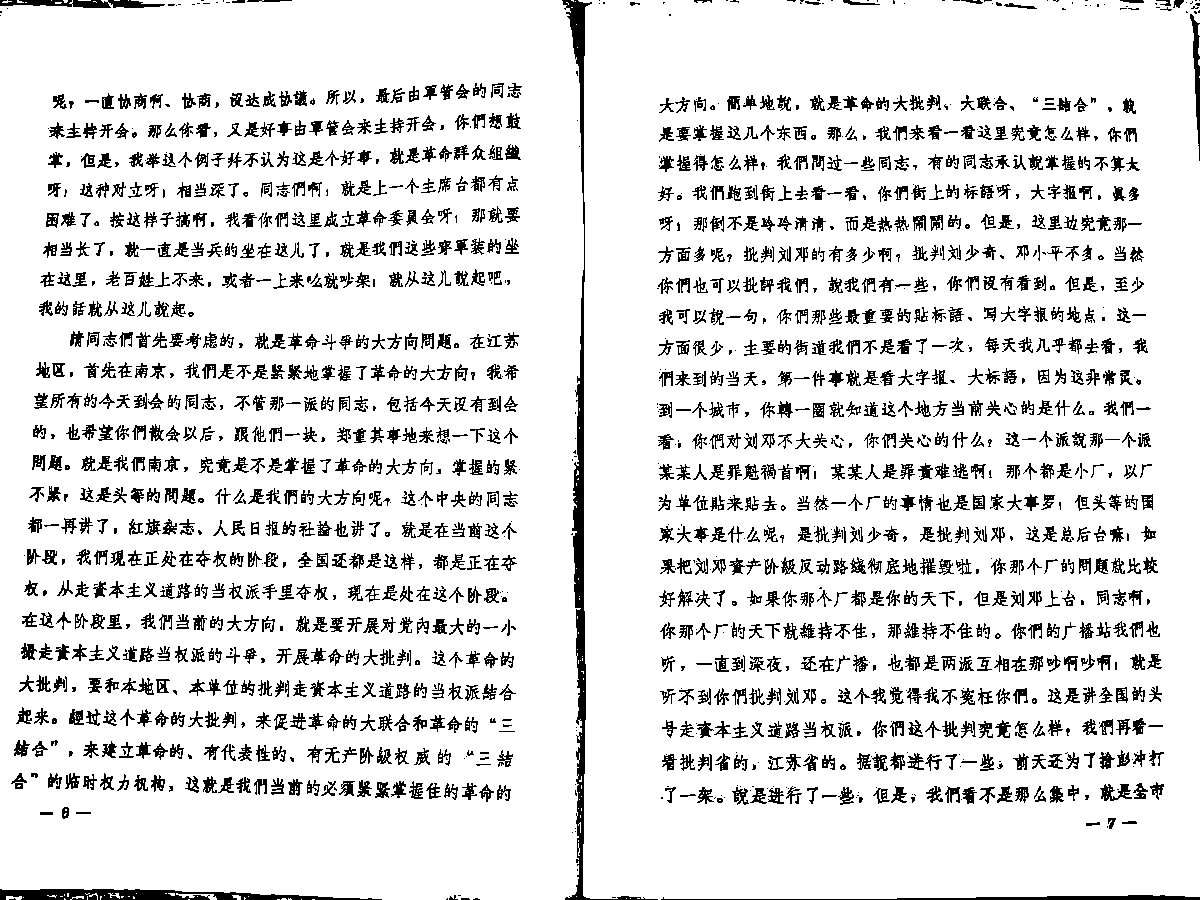 呢，一直协商啊、协商，沒达成协議。所以，最后由軍管会的同志
来主持开会。那么你看，又是好事由軍管会来主持开会，你們想鼓
掌，但是，我举这个例子幷不认为这是个好事，就是革命群众組織
呀；这种对立呀；相当深了。同志們啊；就是上一个主席台都有点
困难了。按这样子搞啊，我看你們这里成立革命委員会呀；那就要
相当长了，就一直是当兵的坐在这儿了，就是我們这些穿軍装的坐
在这里，老百姓上不来，或者一上来么就吵架；就从这儿說起吧，
我的話就从这儿說起。
請同志們首先要考虑的，就是革命斗爭的大方向問題。在江苏
地区，首先在南京，我們是不是緊緊地掌握了革命的大方向；我希
望所有的今天到会的同志，不管那一派的同志，包括今天沒有到会
的，也希望你們散会以后，跟他們一块，郑重其事地来想一下这个
問題。就是我們南京，究竟是不是掌握了革命的大方向，掌握的緊
不緊；这是头等的問題。什么是我們的大方向呢；这个中央的同志
都一再讲了，紅旗杂志、人民日报的社論也讲了。就是在当前这个
阶段，我們現在正处在夺权的阶段，全国还都是这样，都是正在夺
权，从走資本主义道路的当权派手里夺权，現在是处在这个阶段。
在这个阶段里，我們当前的大方向，就是要开展对党內最大的一小
撮走資本主义道路当权派的斗爭，开展革命的大批判。这个革命的
大批判，要和本地区、本单位的批判走資本主义道路的当权派結合
起来。經过这个革命的大批判，来促进革命的大联合和革命的“三
結合”，来建立革命的、有代表性的、有无产阶級权威的“三結
合”的临时权力机构，这就是我們当前的必須緊緊掌握住的革命的
— 6 —
大方向。簡单地說，就是革命的大批判、大联合、“三結合”，就
是要掌握这几个东西。那么，我們来看一看这里究竟怎么样，你們
掌握得怎么样；我們問过一些同志，有的同志承认說掌握的不算太
好。我們跑到街上去看一看，你們街上的标語呀，大字报啊，眞多
呀；那倒不是冷冷清清，而是热热鬧鬧的。但是，这里边究竟那一
方面多呢；批判刘邓的有多少啊；批判刘少奇、邓小平不多。当然
你們也可以批評我們，說我們有一些，你們沒有看到。但是，至少
我可以說一句，你們那些最重要的貼标語、写大字报的地点，这一
方面很少，主要的街道我們不是看了一次，每天我几乎都去看，我
們来到的当天，第一件事就是看大字报、大标語，因为这非常灵。
到一个城市，你轉一圈就知道这个地方当前关心的是什么。我們一
看，你們对刘邓不大关心，你們关心的什么；这一个派說那一个派
某某人是罪魁禍首啊；某某人是罪責难逃啊；那个都是小厂，以厂
为单位貼来貼去。当然一个厂的事情也是国家大事罗；但头等的国
家大事是什么呢；是批判刘少奇，是批判刘邓，这是总后台嘛；如
果把刘邓資产阶級反动路綫彻底地摧毀啦，你那个厂的問題就比較
好解决了。如果你那个厂都是你的天下，但是刘邓上台，同志啊，
你那个厂的天下就維持不住，那維持不住的。你們的广播站我們也
听，一直到深夜，还在广播，也都是两派互相在那吵啊吵啊；就是
听不到你們批判刘邓。这个我觉得我不冤枉你們。这是讲全国的头
号走資本主义道路当权派，你們这个批判究竟怎么样；我們再看一
看批判省的，江苏省的。据說都进行了一些，前天还为了搶彭冲打
了一架。說是进行了一些，但是，我們看不是那么集中，就是全市
— 7 —